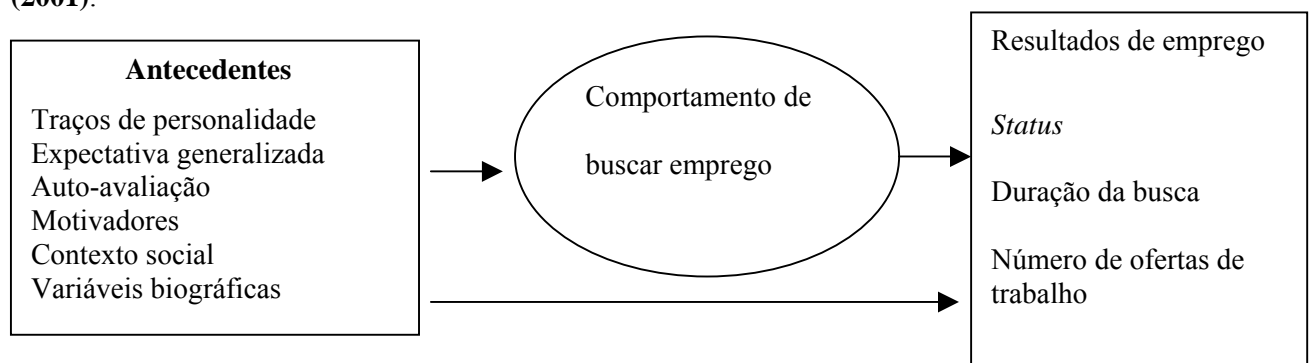 (2001).
Antecedentes
Traços de personalidade
Expectativa generalizada
Auto-avaliação
Motivadores
Contexto social
Variáveis biográficas
Comportamento de
buscar emprego
Resultados de emprego
Status
Duração da busca
Número de ofertas de
trabalho